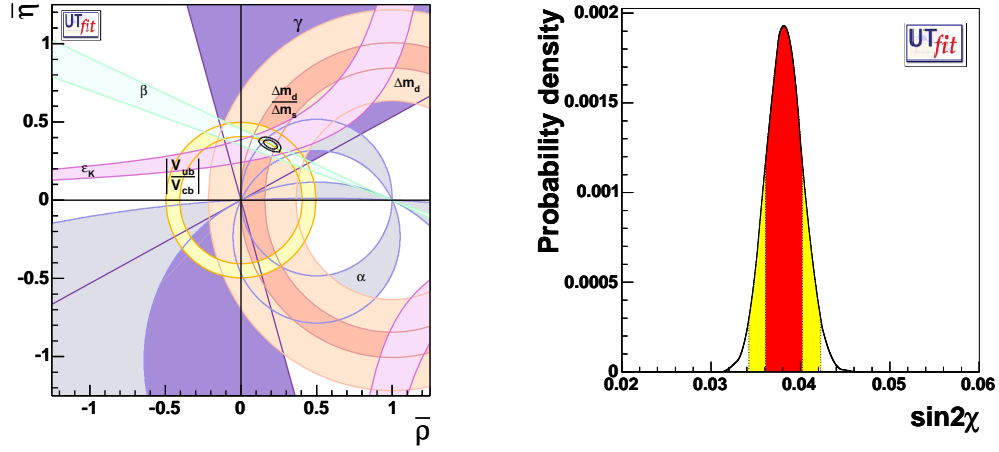 η̅
UTfit
γ
1
Δm_d
Δm_s
Δm_d
β
0.5
ε_K
|V_ub
V_cb|
0
α
-0.5
-1
-1
-0.5
0
0.5
1
ρ̅
Probability density
0.002
UTfit
0.0015
0.001
0.0005
0
0.02
0.03
0.04
0.05
0.06
sin2χ